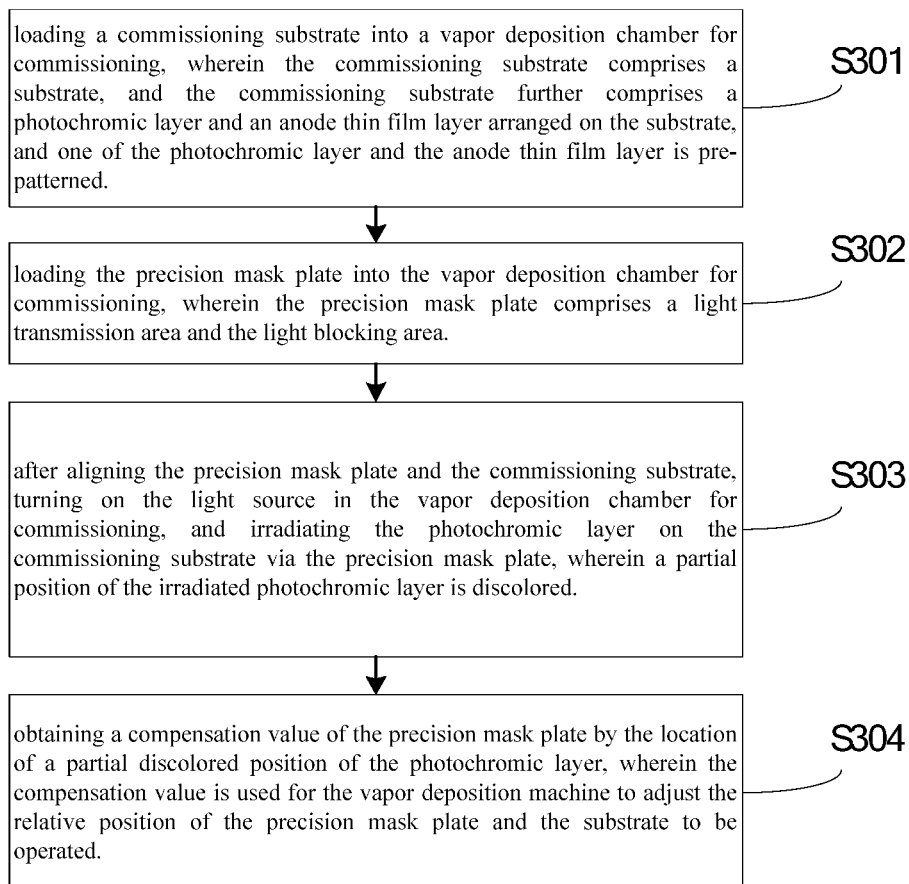 loading a commissioning substrate into a vapor deposition chamber for
commissioning, wherein the commissioning substrate comprises a
substrate, and the commissioning substrate further comprises a
photochromic layer and an anode thin film layer arranged on the substrate,
and one of the photochromic layer and the anode thin film layer is pre-
patterned.
S301
loading the precision mask plate into the vapor deposition chamber for
commissioning, wherein the precision mask plate comprises a light
transmission area and the light blocking area.
S302
after aligning the precision mask plate and the commissioning substrate,
turning on the light source in the vapor deposition chamber for
commissioning, and irradiating the photochromic layer on the
commissioning substrate via the precision mask plate, wherein a partial
position of the irradiated photochromic layer is discolored.
S303
obtaining a compensation value of the precision mask plate by the location
of a partial discolored position of the photochromic layer, wherein the
compensation value is used for the vapor deposition machine to adjust the
relative position of the precision mask plate and the substrate to be
operated.
S304